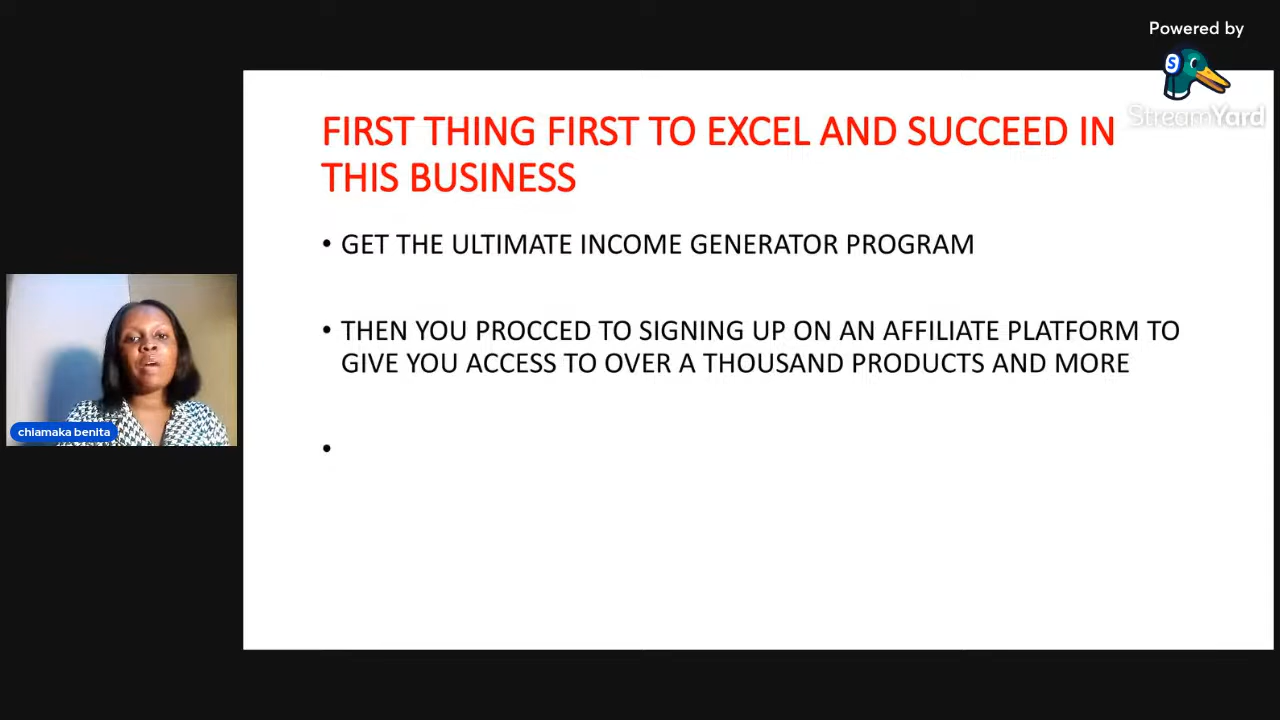 Powered by
S
StreamYard
FIRST THING FIRST TO EXCEL AND SUCCEED IN
THIS BUSINESS
• GET THE ULTIMATE INCOME GENERATOR PROGRAM
• THEN YOU PROCCED TO SIGNING UP ON AN AFFILIATE PLATFORM TO
GIVE YOU ACCESS TO OVER A THOUSAND PRODUCTS AND MORE
•
chiamaka benita